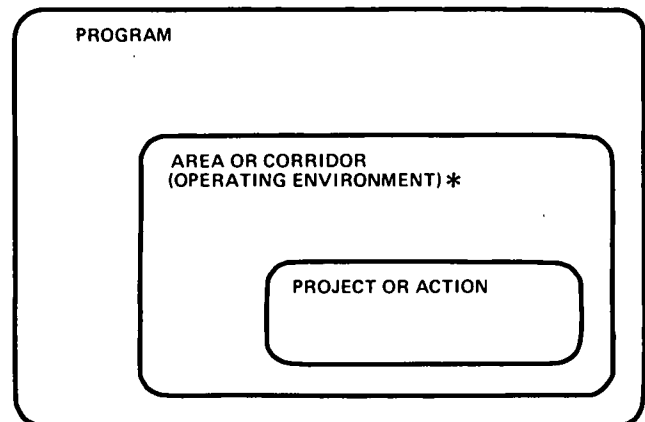 PROGRAM
AREA OR CORRIDOR
(OPERATING ENVIRONMENT) *
PROJECT OR ACTION